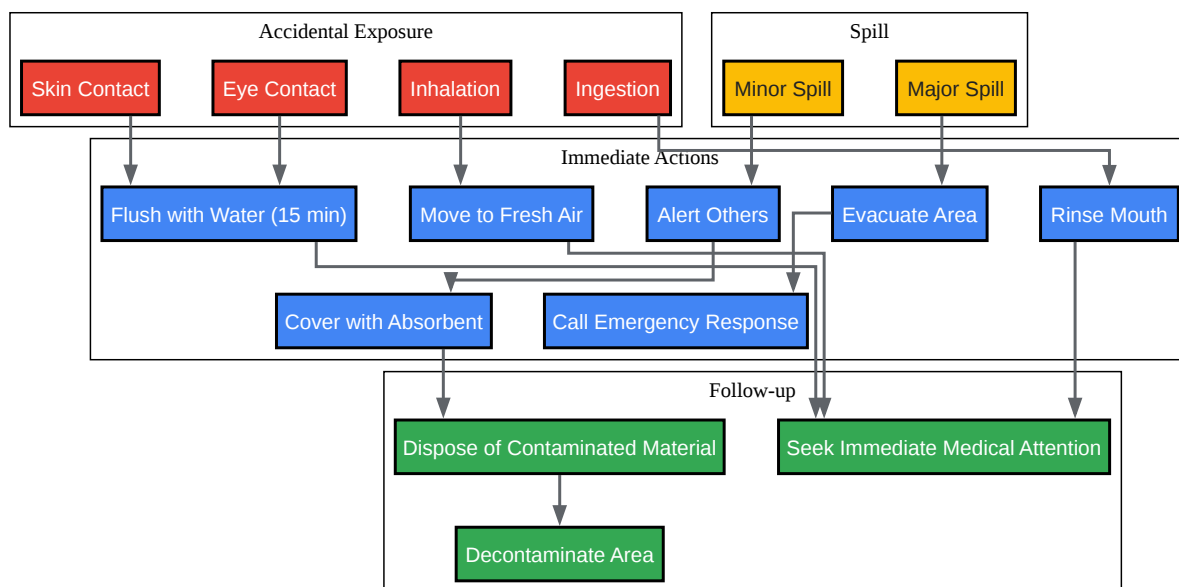 Accidental Exposure
Spill
Skin Contact
Eye Contact
Inhalation
Ingestion
Minor Spill
Major Spill
Immediate Actions
Flush with Water (15 min)
Move to Fresh Air
Alert Others
Evacuate Area
Rinse Mouth
Cover with Absorbent
Call Emergency Response
Follow-up
Dispose of Contaminated Material
Seek Immediate Medical Attention
Decontaminate Area